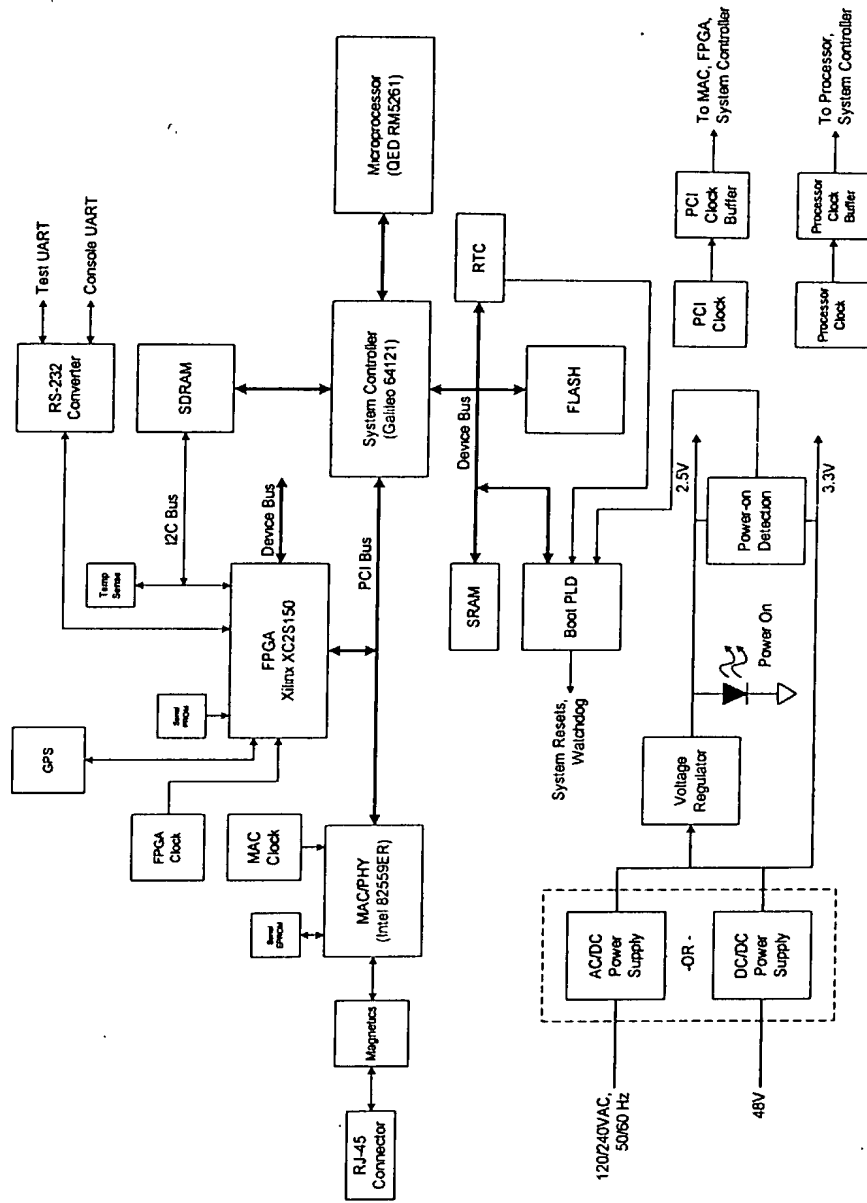 Test UART
Console UART
RS-232
Converter
SDRAM
I2C Bus
Temp
Sense
Device Bus
FPGA
Xilinx XC2S150
Serial
PROM
GPS
FPGA
Clock
MAC
Clock
Serial
EPROM
MAC/PHY
(Intel 82559ER)
Magnetics
RJ-45
Connector
PCI Bus
System Controller
(Galileo 64121)
Microprocessor
(QED RM5261)
RTC
Device Bus
FLASH
SRAM
Boot PLD
System Resets,
Watchdog
PCI
Clock
PCI
Clock
Buffer
To MAC, FPGA,
System Controller
Processor
Clock
Processor
Clock
Buffer
To Processor,
System Controller
2.5V
Power-on
Detection
3.3V
Power On
Voltage
Regulator
AC/DC
Power
Supply
-OR -
DC/DC
Power
Supply
120/240VAC,
50/60 Hz
48V